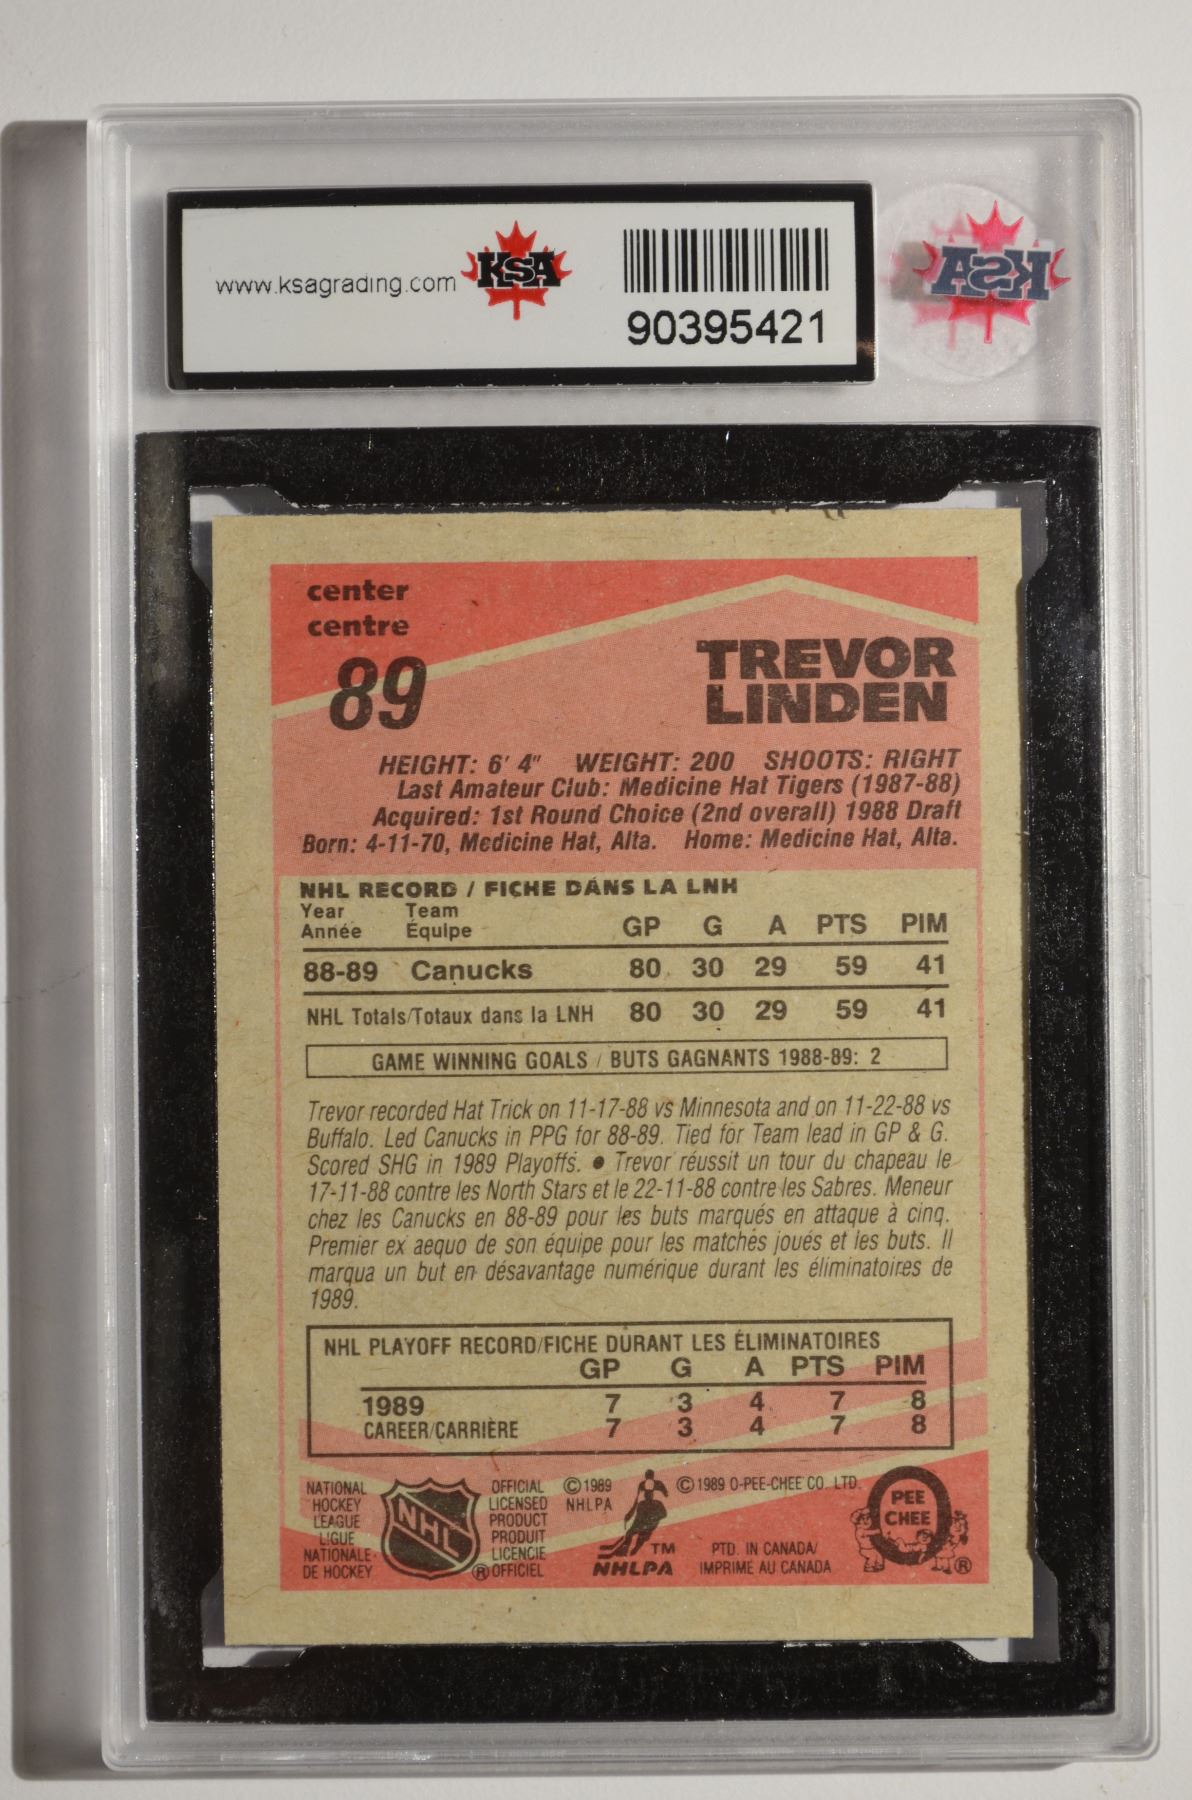 www.ksagrading.com KSA
90395421
KSA
center
centre
89
TREVOR
LINDEN
HEIGHT: 6' 4" WEIGHT: 200 SHOOTS: RIGHT
Last Amateur Club: Medicine Hat Tigers (1987-88)
Acquired: 1st Round Choice (2nd overall) 1988 Draft
Born: 4-11-70, Medicine Hat, Alta. Home: Medicine Hat, Alta.
NHL RECORD / FICHE DANS LA LNH
Year Team
Année Équipe GP G A PTS PIM
88-89 Canucks 80 30 29 59 41
NHL Totals/Totaux dans la LNH 80 30 29 59 41
GAME WINNING GOALS / BUTS GAGNANTS 1988-89: 2
Trevor recorded Hat Trick on 11-17-88 vs Minnesota and on 11-22-88 vs
Buffalo. Led Canucks in PPG for 88-89. Tied for Team lead in GP & G.
Scored SHG in 1989 Playoffs. ● Trevor réussit un tour du chapeau le
17-11-88 contre les North Stars et le 22-11-88 contre les Sabres. Meneur
chez les Canucks en 88-89 pour les buts marqués en attaque à cinq.
Premier ex aequo de son équipe pour les matchés joués et les buts. Il
marqua un but en désavantage numérique durant les éliminatoires de
1989.
NHL PLAYOFF RECORD/FICHE DURANT LES ÉLIMINATOIRES
GP G A PTS PIM
1989 7 3 4 7 8
CAREER/CARRIÈRE 7 3 4 7 8
NATIONAL
HOCKEY
LEAGUE
LIGUE
NATIONALE
DE HOCKEY
NHL
OFFICIAL
LICENSED
PRODUCT
PRODUIT
LICENCIE
® OFFICIEL
© 1989
NHLPA
TM
NHLPA
© 1989 O-PEE-CHEE CO. LTD.
PTD. IN CANADA/
IMPRIME AU CANADA
O
PEE
CHEE
®